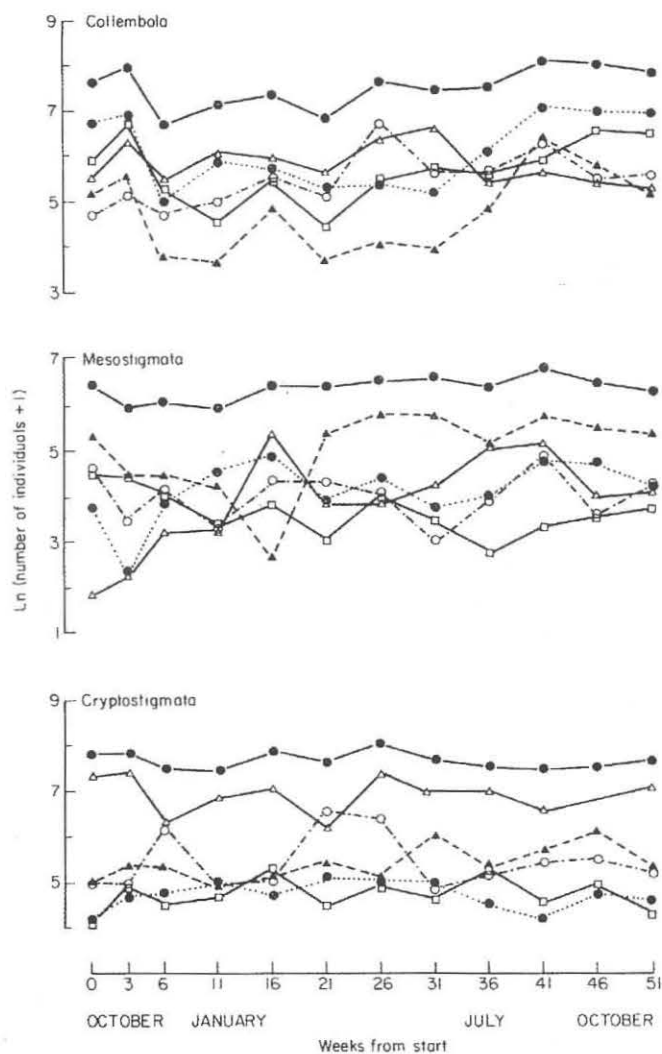 9
Collembola
7
5
3
7
Mesostigmata
5
3
1
Ln (number of individuals + 1)
9
Cryptostigmata
7
5
0 3 6 11 16 21 26 31 36 41 46 51
OCTOBER JANUARY JULY OCTOBER
Weeks from start